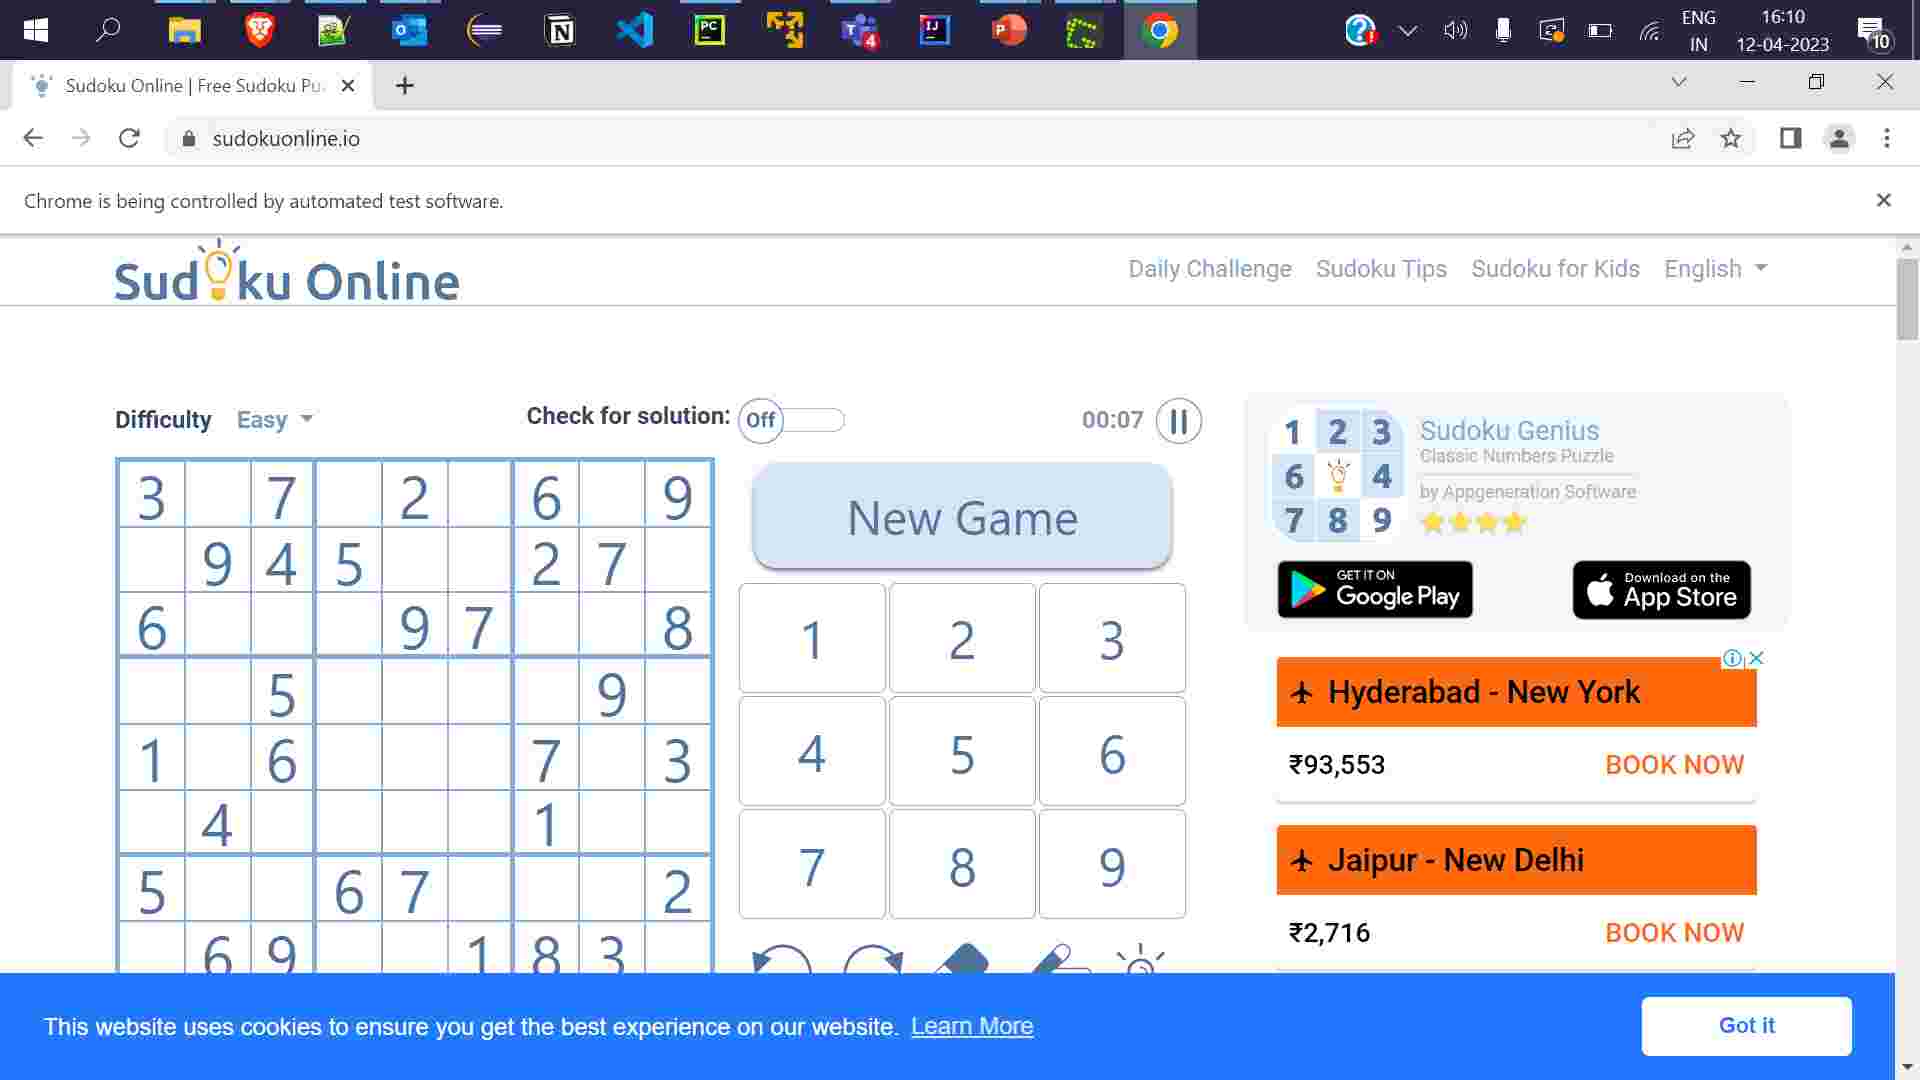 ENG
IN
16:10
12-04-2023
10
4
Sudoku Online | Free Sudoku Pu
sudokuonline.io
Chrome is being controlled by automated test software.
Sudoku Online
Daily Challenge Sudoku Tips Sudoku for Kids English
Difficulty Easy
Check for solution: Off
00:07
3 7 2 6 9
9 4 5 2 7
6 9 7 8
5 9
1 6 7 3
4 1
5 6 7 2
6 9 1 8 3
New Game
1 2 3
4 5 6
7 8 9
1 2 3
6 4
7 8 9
Sudoku Genius
Classic Numbers Puzzle
by Appgeneration Software
GET IT ON
Google Play
Download on the
App Store
Hyderabad - New York
₹93,553 BOOK NOW
Jaipur - New Delhi
₹2,716 BOOK NOW
This website uses cookies to ensure you get the best experience on our website. Learn More
Got it